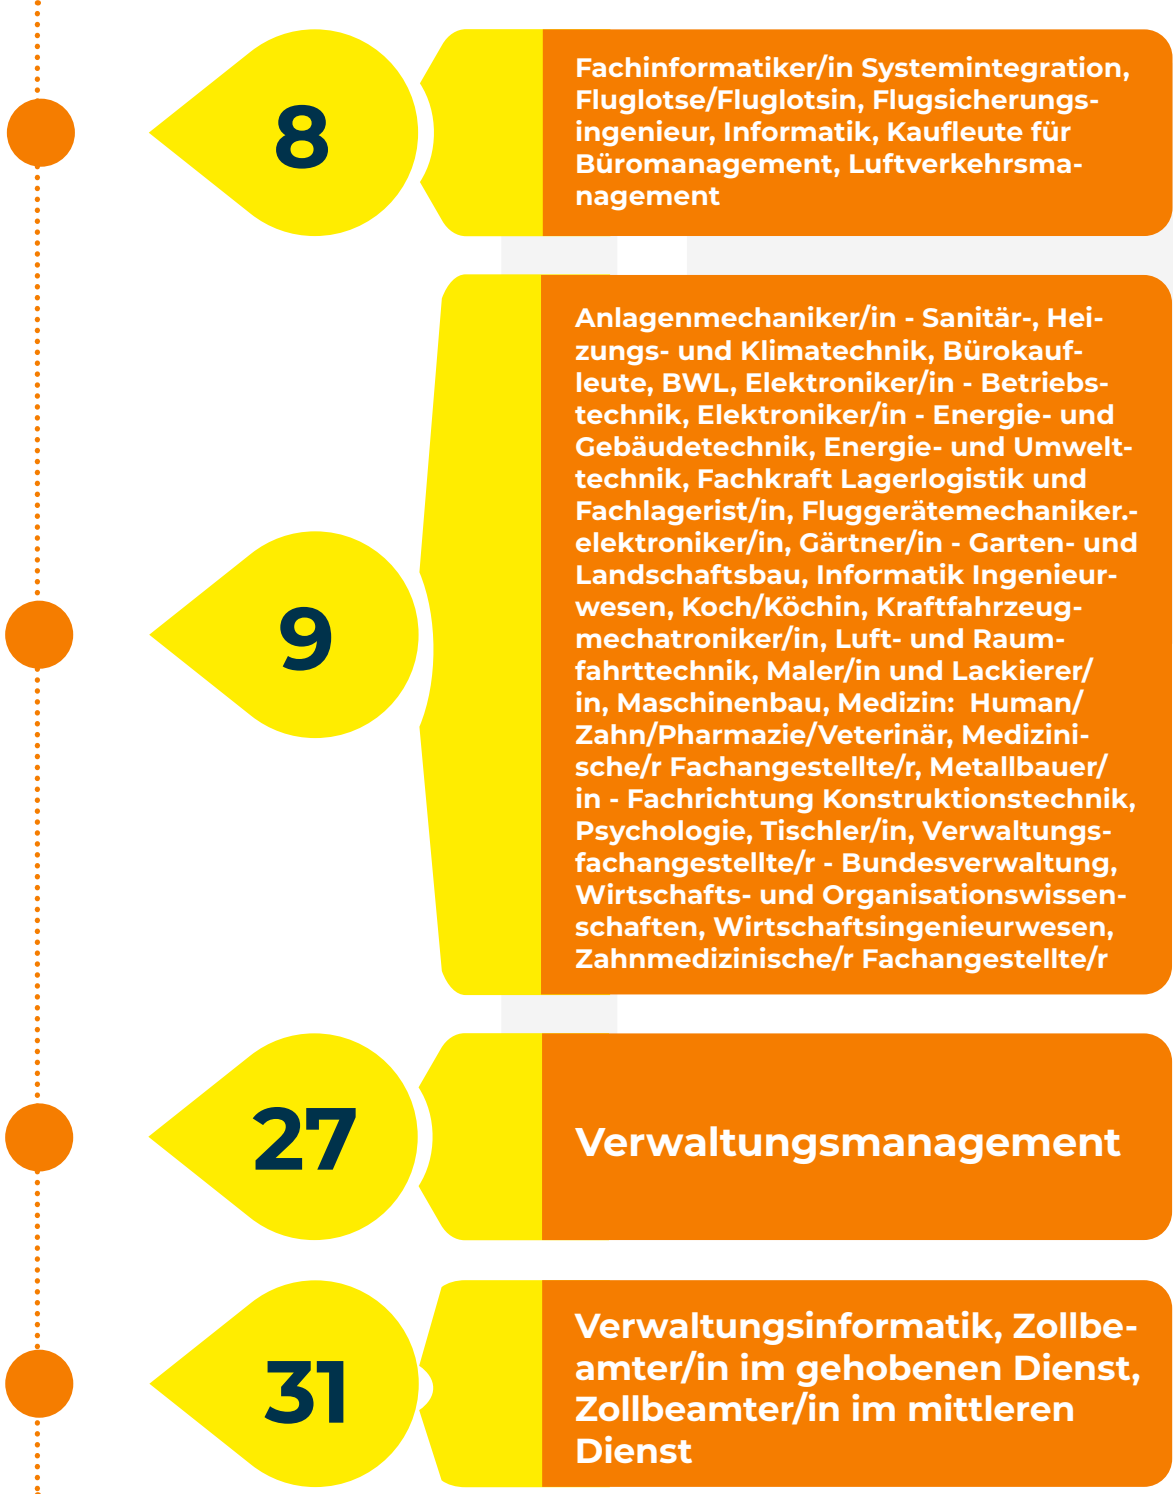 8
Fachinformatiker/in Systemintegration,
Fluglotse/Fluglotsin, Flugsicherungs-
ingenieur, Informatik, Kaufleute für
Büromanagement, Luftverkehrsma-
nagement
9
Anlagenmechaniker/in - Sanitär-, Hei-
zungs- und Klimatechnik, Bürokauf-
leute, BWL, Elektroniker/in - Betriebs-
technik, Elektroniker/in - Energie- und
Gebäudetechnik, Energie- und Umwelt-
technik, Fachkraft Lagerlogistik und
Fachlagerist/in, Fluggerätemechaniker.-
elektroniker/in, Gärtner/in - Garten- und
Landschaftsbau, Informatik Ingenieur-
wesen, Koch/Köchin, Kraftfahrzeug-
mechatroniker/in, Luft- und Raum-
fahrttechnik, Maler/in und Lackierer/
in, Maschinenbau, Medizin:  Human/
Zahn/Pharmazie/Veterinär, Medizini-
sche/r Fachangestellte/r, Metallbauer/
in - Fachrichtung Konstruktionstechnik,
Psychologie, Tischler/in, Verwaltungs-
fachangestellte/r - Bundesverwaltung,
Wirtschafts- und Organisationswissen-
schaften, Wirtschaftsingenieurwesen,
Zahnmedizinische/r Fachangestellte/r
27
Verwaltungsmanagement
31
Verwaltungsinformatik, Zollbe-
amter/in im gehobenen Dienst,
Zollbeamter/in im mittleren
Dienst